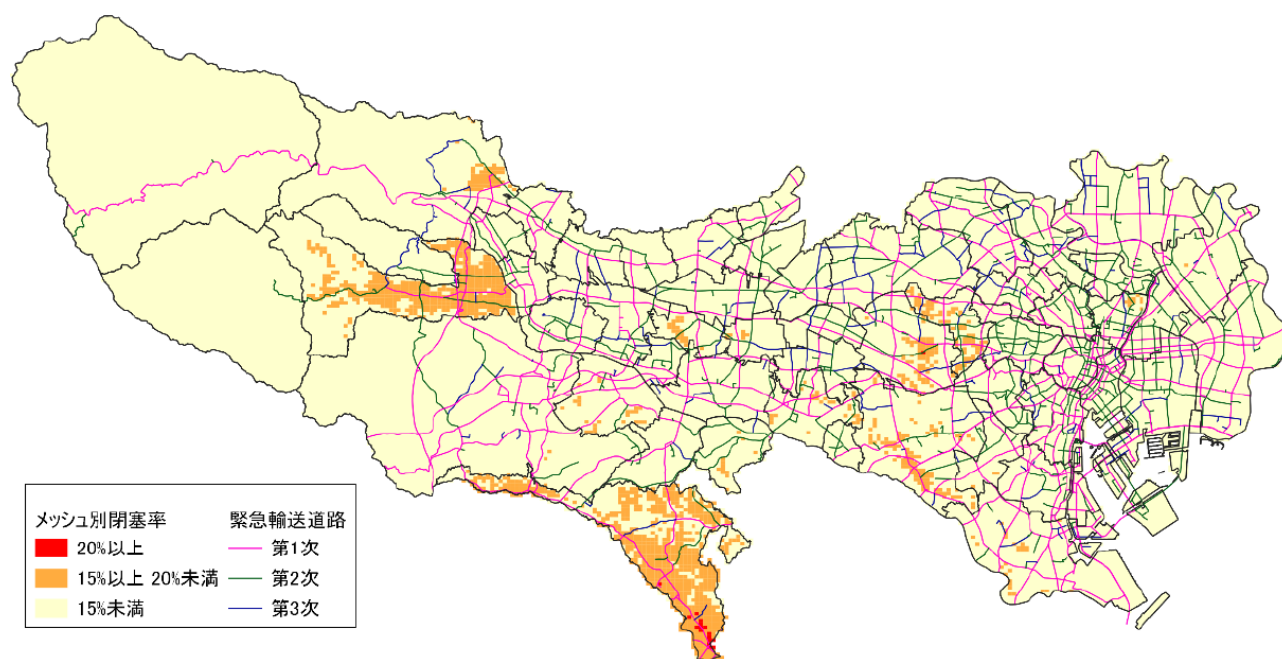 メッシュ別閉塞率
20%以上
15%以上 20%未満
15%未満
緊急輸送道路
第1次
第2次
第3次